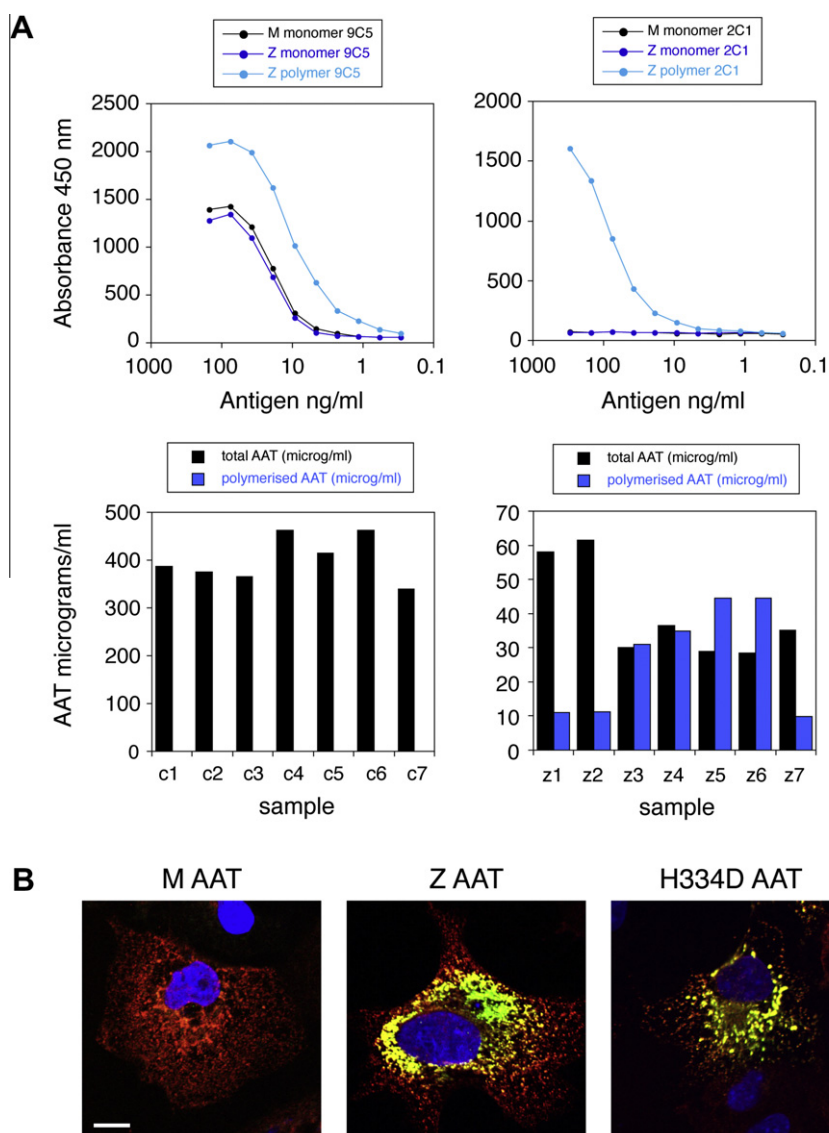 A
M monomer 9C5
Z monomer 9C5
Z polymer 9C5
M monomer 2C1
Z monomer 2C1
Z polymer 2C1
Absorbance 450 nm
2500
2000
1500
1000
500
0
1000 100 10 1 0.1
Antigen ng/ml
2000
1500
1000
500
0
1000 100 10 1 0.1
Antigen ng/ml
total AAT (microg/ml)
polymerised AAT (microg/ml)
total AAT (microg/ml)
polymerised AAT (microg/ml)
AAT micrograms/ml
500
400
300
200
100
0
c1 c2 c3 c4 c5 c6 c7
sample
70
60
50
40
30
20
10
0
z1 z2 z3 z4 z5 z6 z7
sample
B
M AAT
Z AAT
H334D AAT